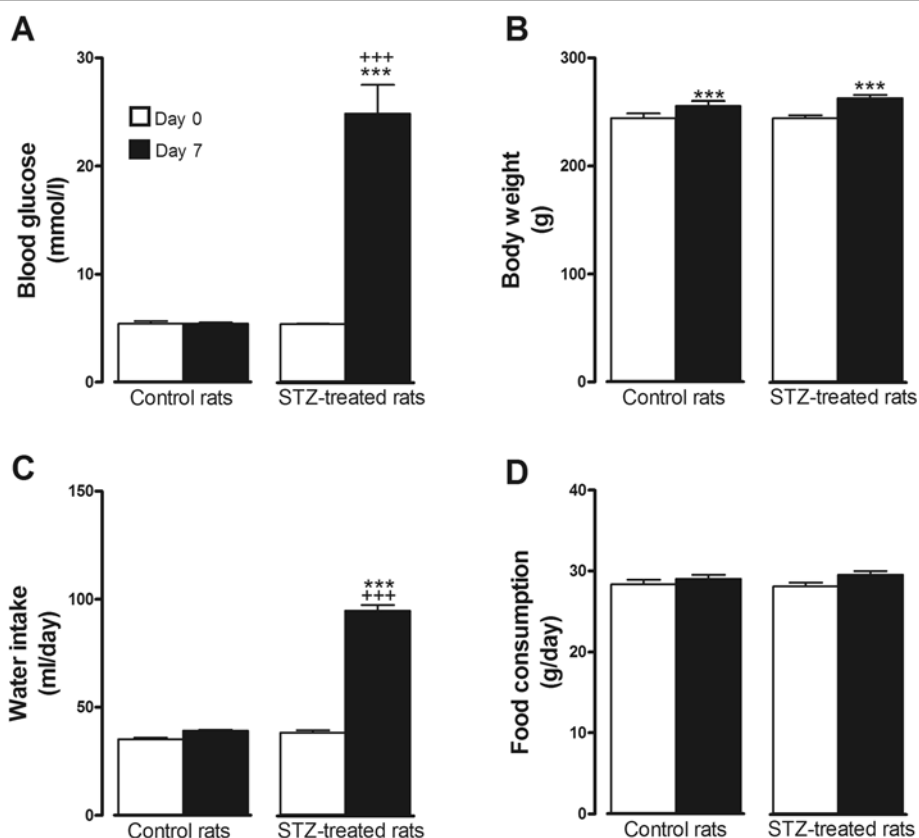 A
Blood glucose
(mmol/l)
30
20
10
0
Day 0
Day 7
+++
***
Control rats
STZ-treated rats
B
Body weight
(g)
300
200
100
0
***
***
Control rats
STZ-treated rats
C
Water intake
(ml/day)
150
100
50
0
***
+++
Control rats
STZ-treated rats
D
Food consumption
(g/day)
40
30
20
10
0
Control rats
STZ-treated rats